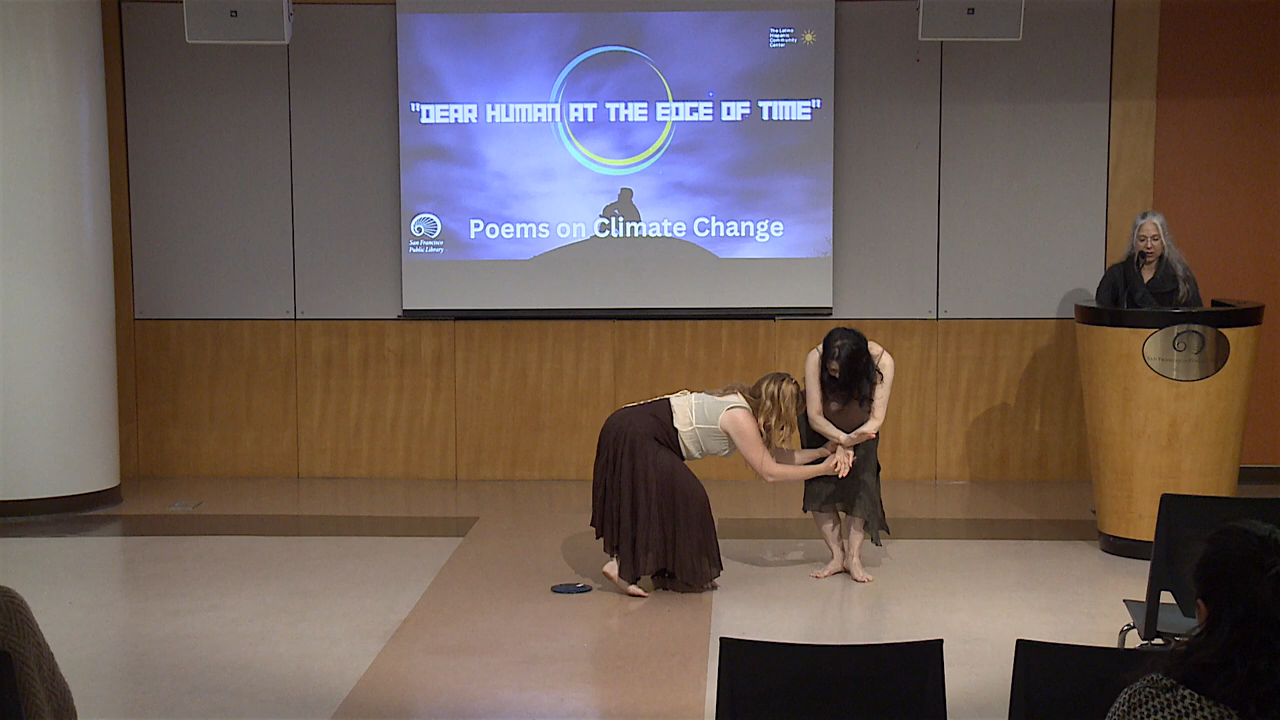 The Latino
Hispanic
Community
Center
"DEAR HUMAN AT THE EDGE OF TIME"
Poems on Climate Change
San Francisco
Public Library